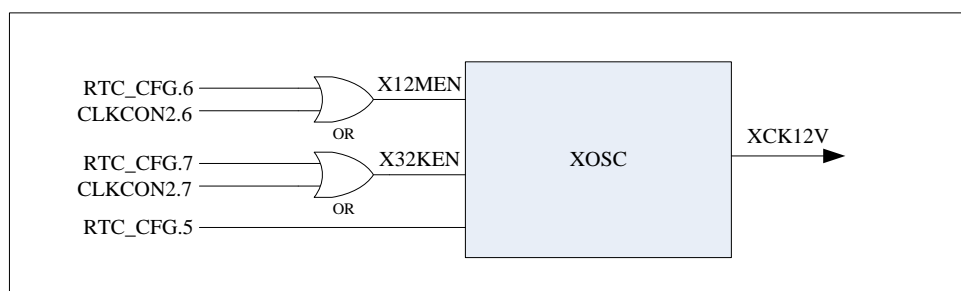 RTC_CFG.6
CLKCON2.6
OR
X12MEN
RTC_CFG.7
CLKCON2.7
OR
X32KEN
RTC_CFG.5
XOSC
XCK12V